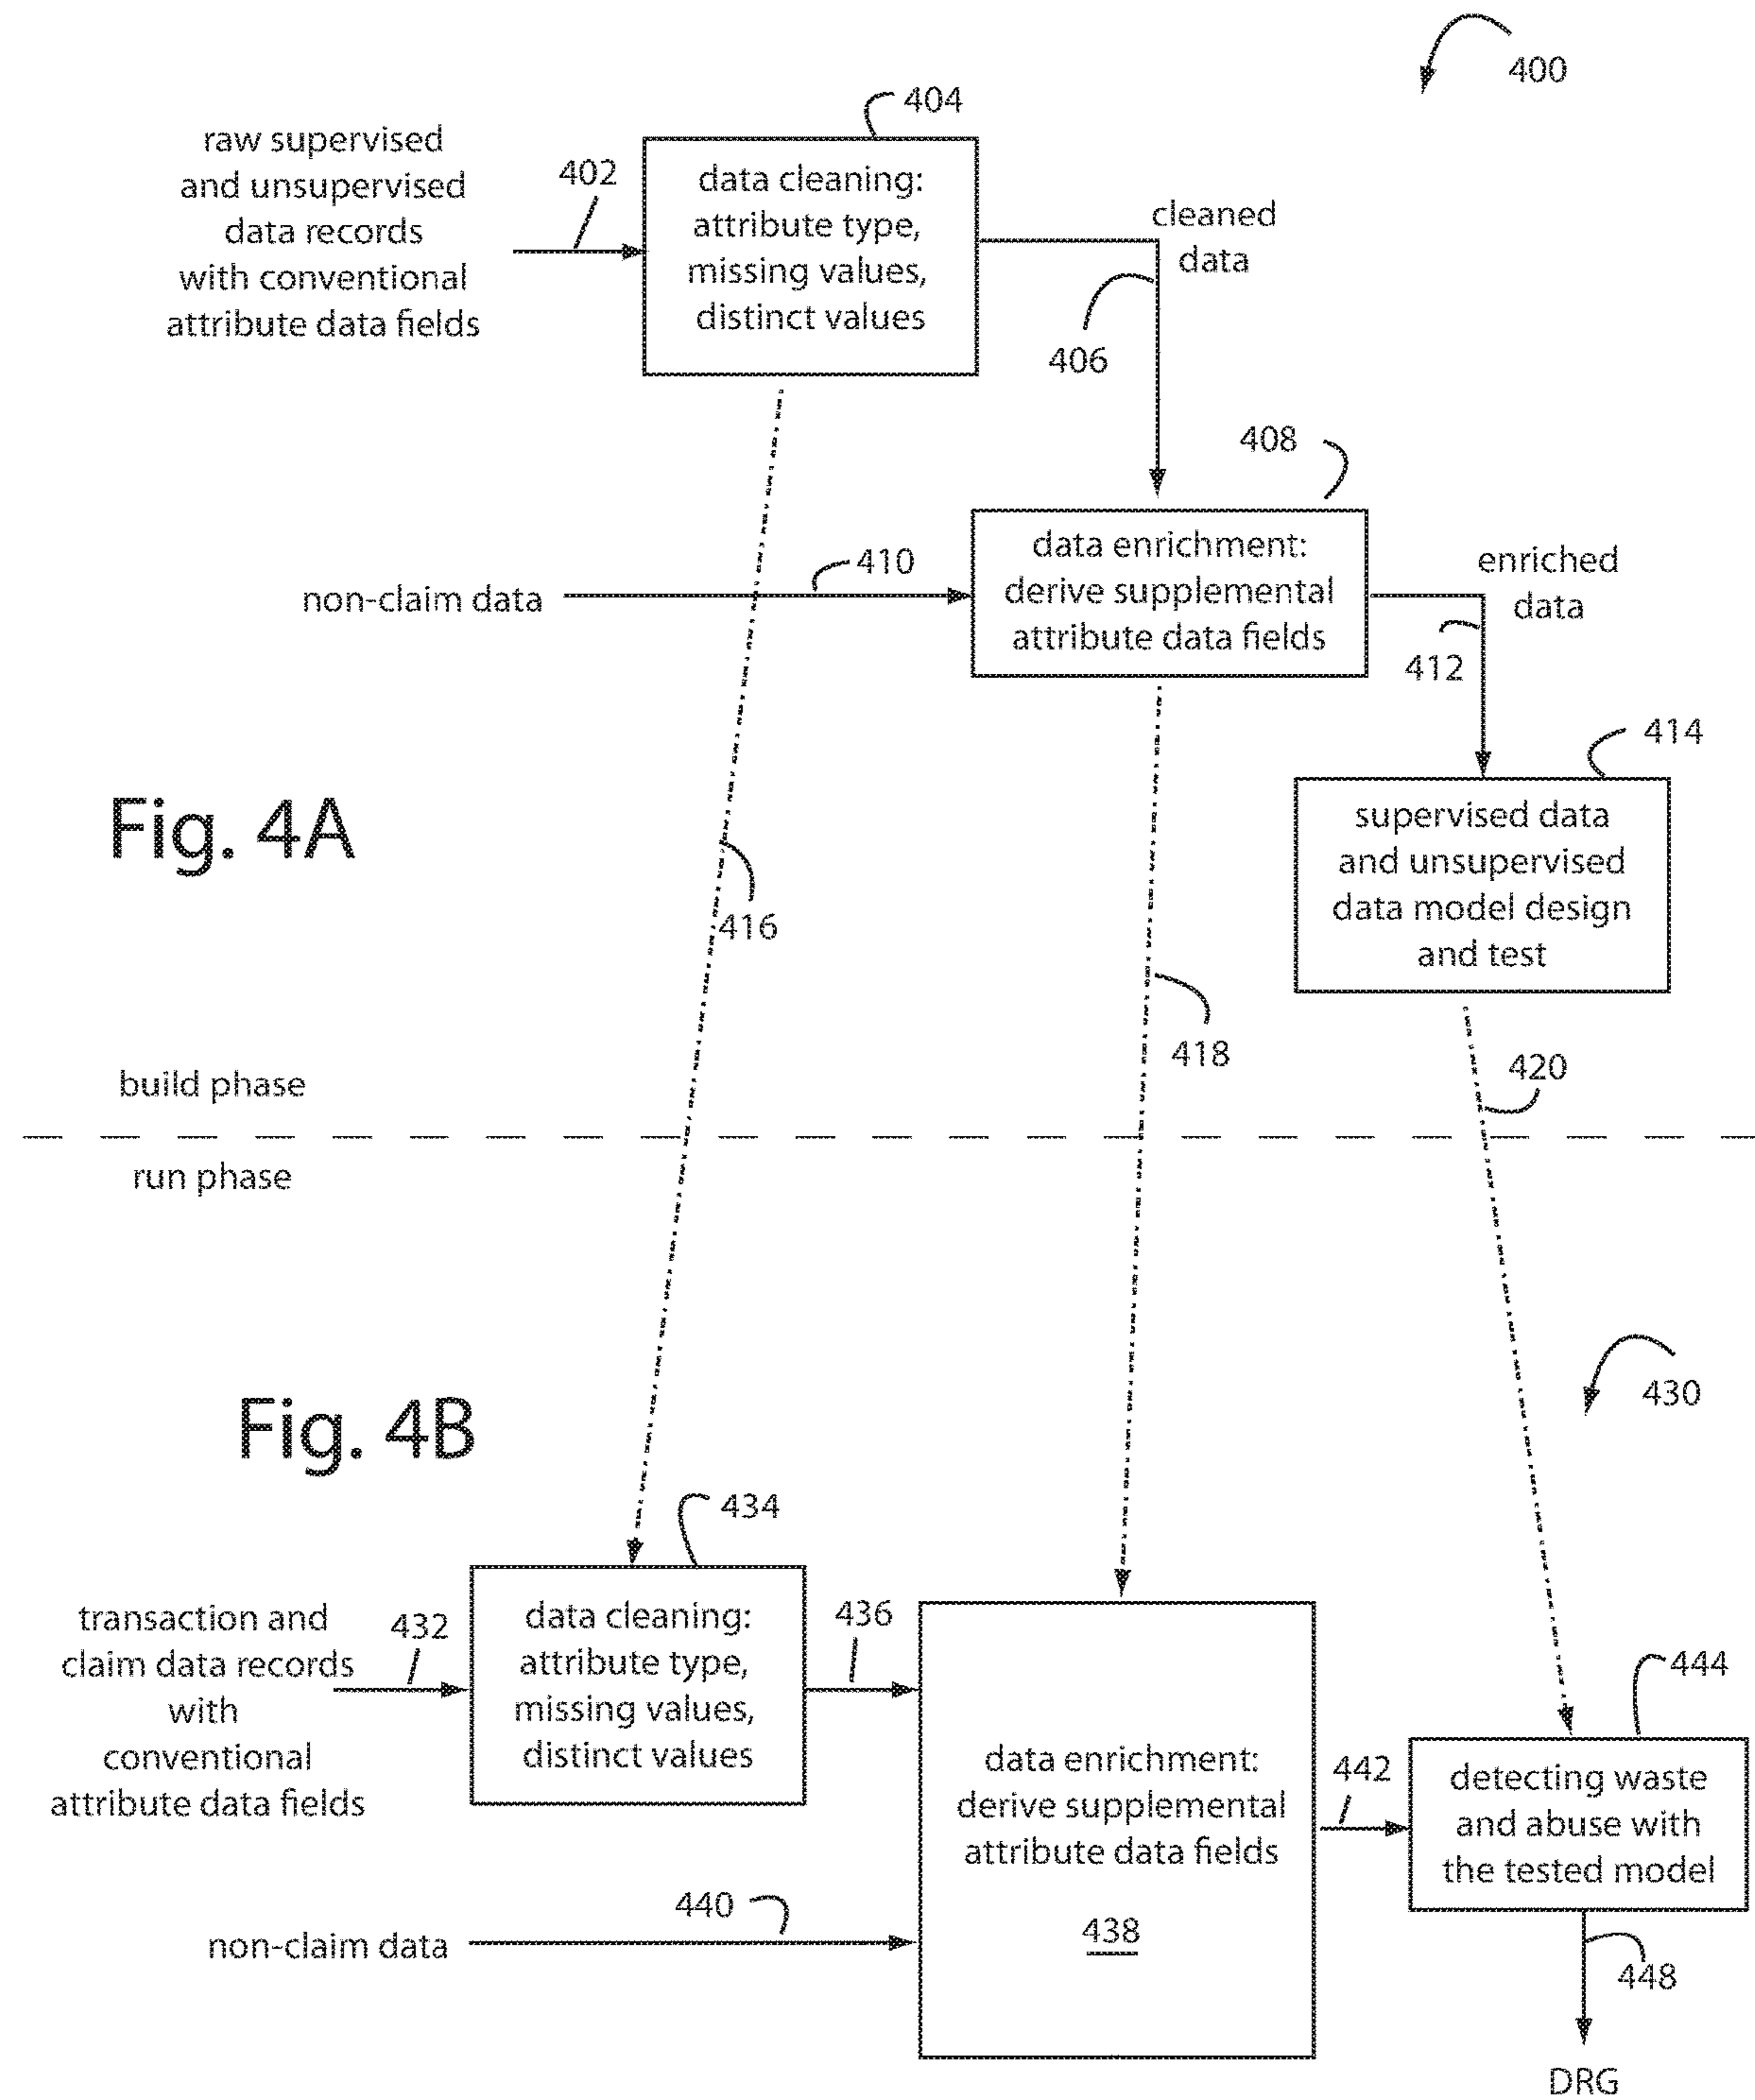 400
404
raw supervised
and unsupervised
data records
with conventional
attribute data fields
402
data cleaning:
attribute type,
missing values,
distinct values
cleaned
data
406
408
non-claim data
410
data enrichment:
derive supplemental
attribute data fields
enriched
data
412
414
supervised data
and unsupervised
data model design
and test
Fig. 4A
416
418
420
build phase
run phase
430
Fig. 4B
434
transaction and
claim data records
with
conventional
attribute data fields
432
data cleaning:
attribute type,
missing values,
distinct values
436
data enrichment:
derive supplemental
attribute data fields
438
non-claim data
440
442
444
detecting waste
and abuse with
the tested model
448
DRG